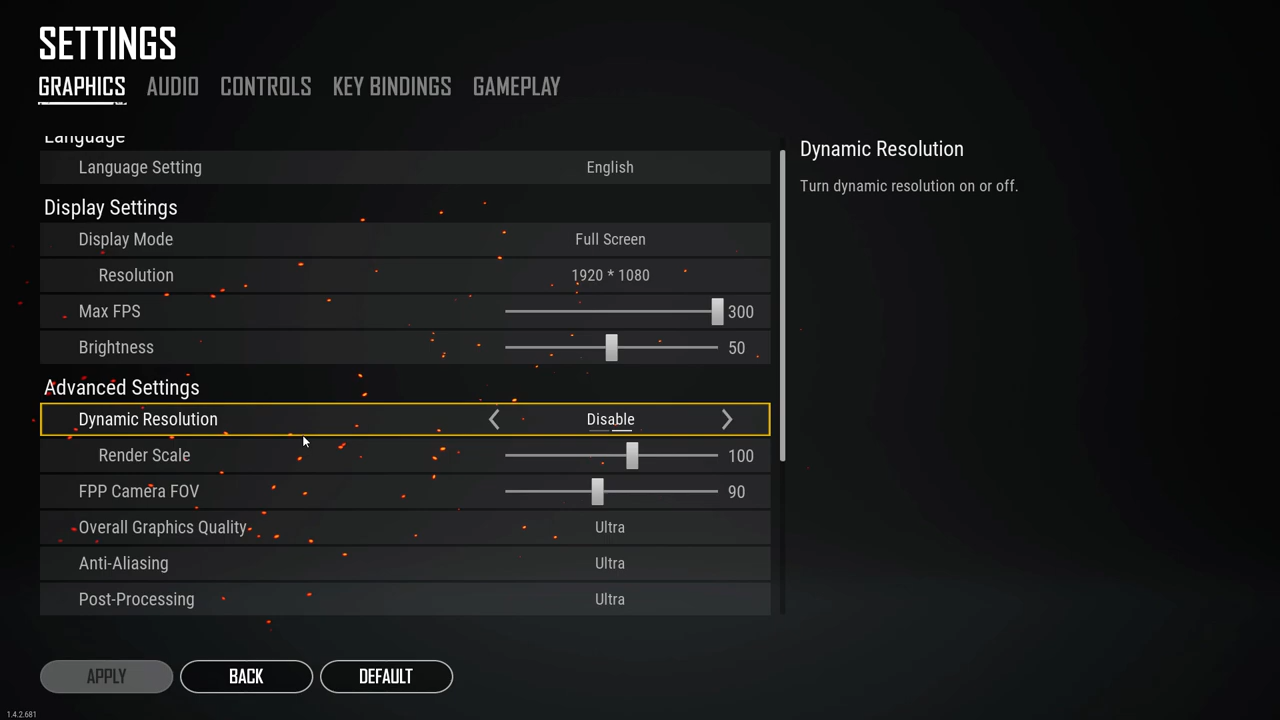 SETTINGS
GRAPHICS AUDIO CONTROLS KEY BINDINGS GAMEPLAY
Language
Language Setting English
Display Settings
Display Mode Full Screen
Resolution 1920 * 1080
Max FPS 300
Brightness 50
Advanced Settings
Dynamic Resolution Disable
Render Scale 100
FPP Camera FOV 90
Overall Graphics Quality Ultra
Anti-Aliasing Ultra
Post-Processing Ultra
Dynamic Resolution
Turn dynamic resolution on or off.
APPLY BACK DEFAULT
1.4.2.681